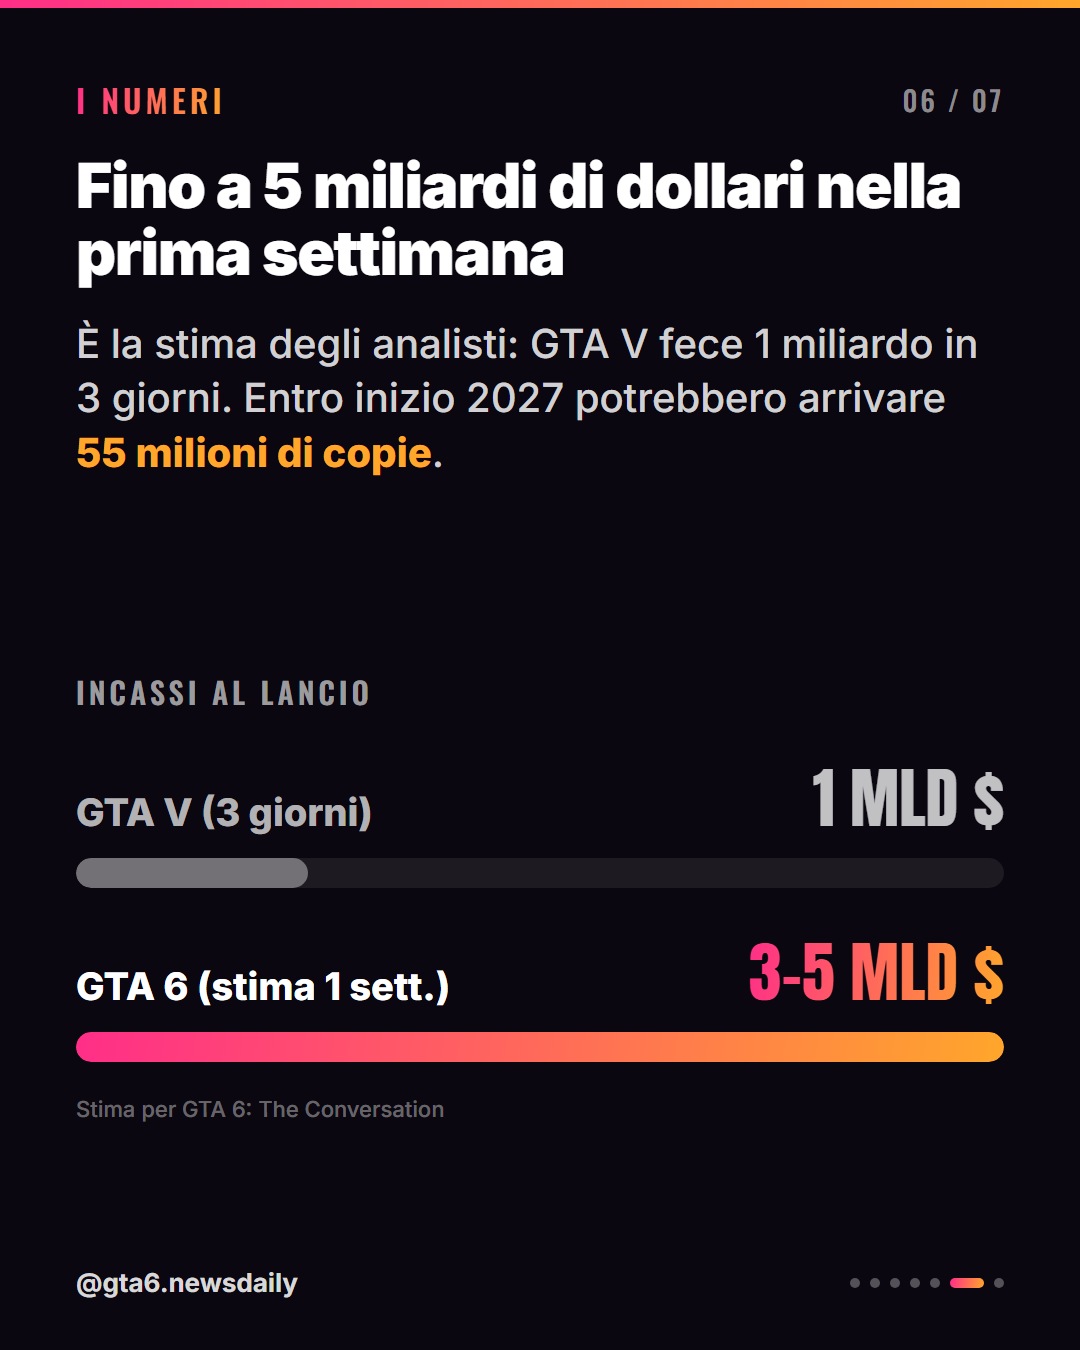 I NUMERI
06 / 07
Fino a 5 miliardi di dollari nella
prima settimana
È la stima degli analisti: GTA V fece 1 miliardo in
3 giorni. Entro inizio 2027 potrebbero arrivare
55 milioni di copie.
INCASSI AL LANCIO
GTA V (3 giorni)
1 MLD $
GTA 6 (stima 1 sett.)
3-5 MLD $
Stima per GTA 6: The Conversation
@gta6.newsdaily